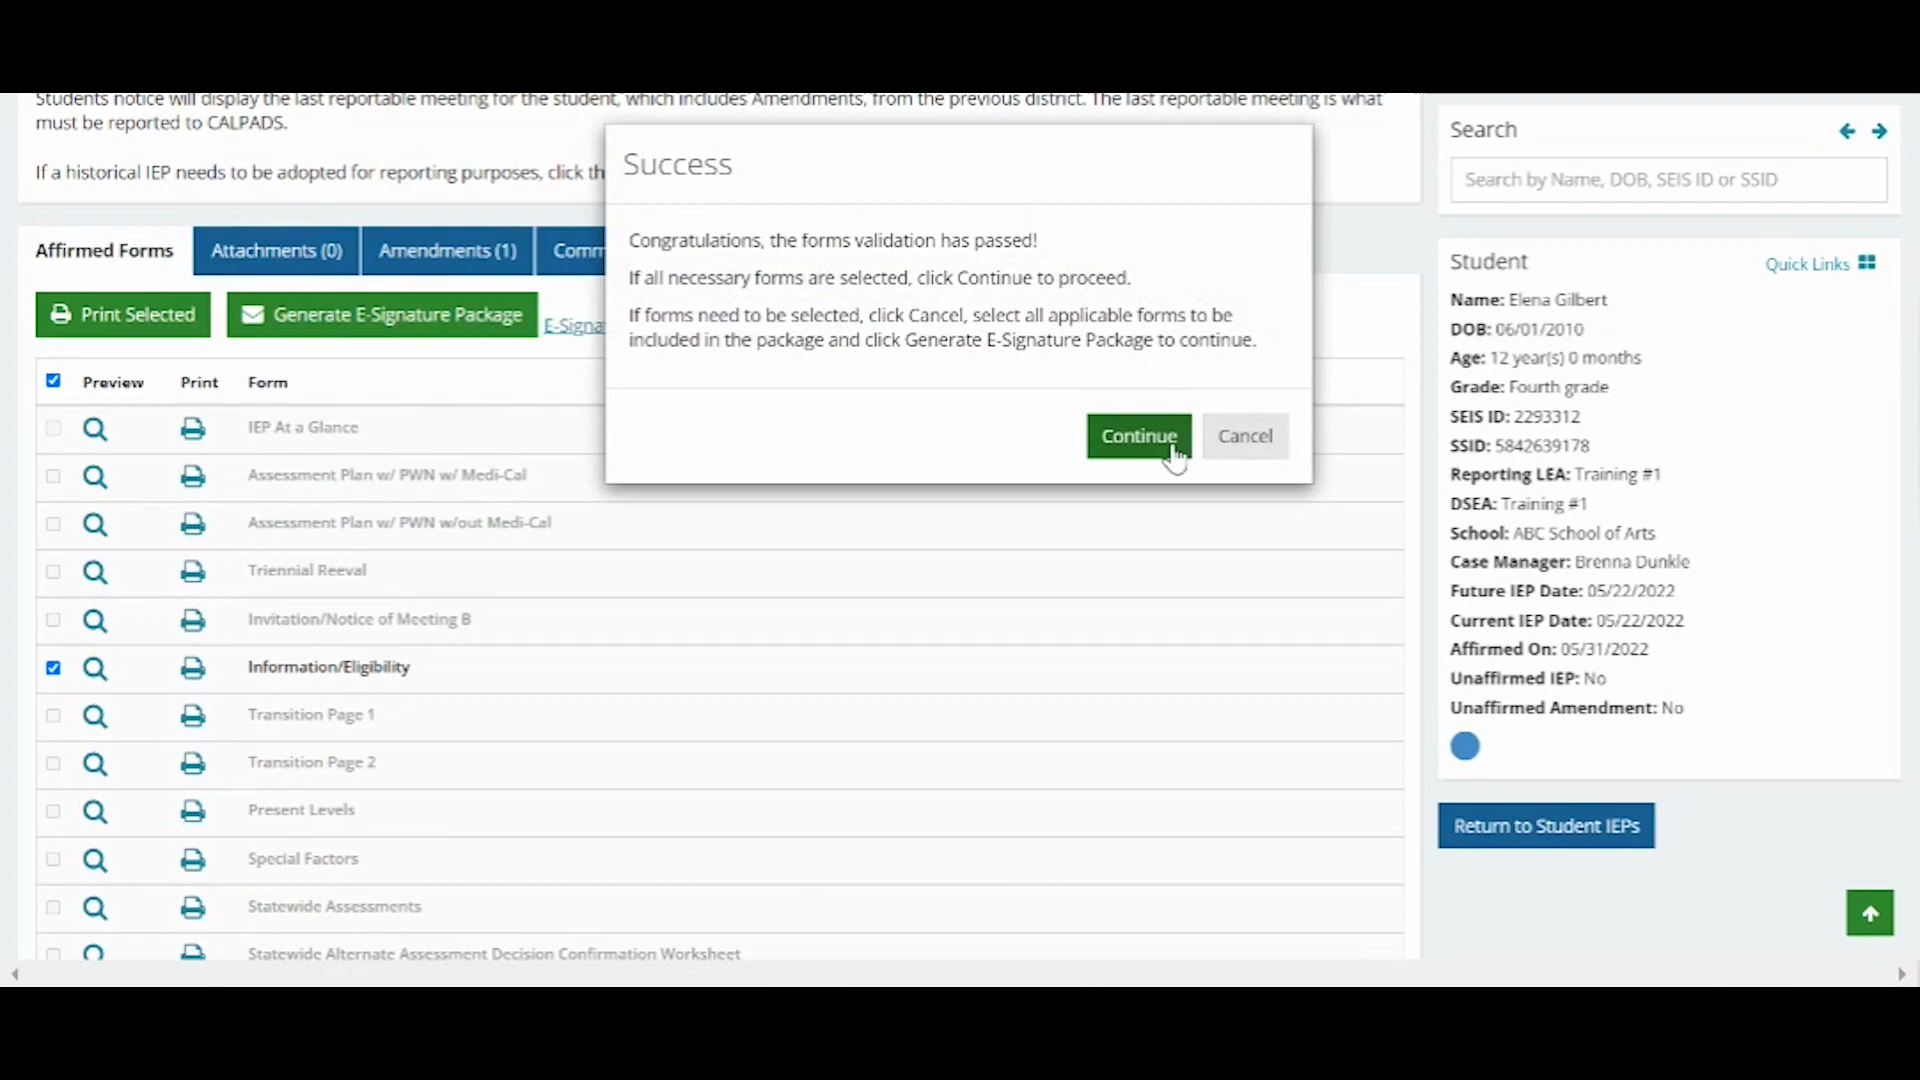 Students notice will display the last reportable meeting for the student, which includes Amendments, from the previous district. The last reportable meeting is what
must be reported to CALPADS.
If a historical IEP needs to be adopted for reporting purposes, click th
Success
Congratulations, the forms validation has passed!
If all necessary forms are selected, click Continue to proceed.
If forms need to be selected, click Cancel, select all applicable forms to be
included in the package and click Generate E-Signature Package to continue.
Continue
Cancel
Affirmed Forms
Attachments (0)
Amendments (1)
Comm
Print Selected
Generate E-Signature Package
E-Signa
Preview Print Form
IEP At a Glance
Assessment Plan w/ PWN w/ Medi-Cal
Assessment Plan w/ PWN w/out Medi-Cal
Triennial Reeval
Invitation/Notice of Meeting B
Information/Eligibility
Transition Page 1
Transition Page 2
Present Levels
Special Factors
Statewide Assessments
Statewide Alternate Assessment Decision Confirmation Worksheet
Search
Search by Name, DOB, SEIS ID or SSID
Student
Quick Links
Name: Elena Gilbert
DOB: 06/01/2010
Age: 12 year(s) 0 months
Grade: Fourth grade
SEIS ID: 2293312
SSID: 5842639178
Reporting LEA: Training #1
DSEA: Training #1
School: ABC School of Arts
Case Manager: Brenna Dunkle
Future IEP Date: 05/22/2022
Current IEP Date: 05/22/2022
Affirmed On: 05/31/2022
Unaffirmed IEP: No
Unaffirmed Amendment: No
Return to Student IEPs